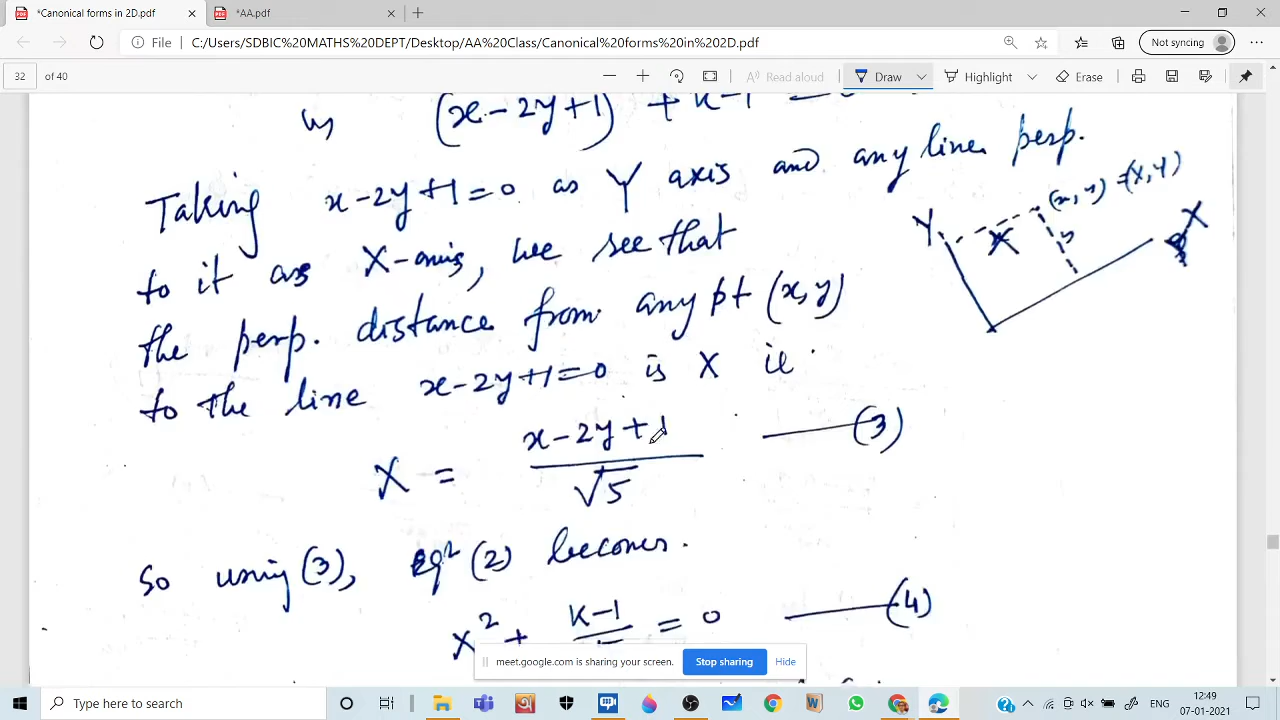 *Canonical forms in 2D.pdf
*AA.pdf
File
C:/Users/SDBIC%20MATHS%20DEPT/Desktop/AA%20Class/Canonical%20forms%20in%202D.pdf
Not syncing
32 of 40
Read aloud
Draw
Highlight
Erase
(x-2y+1) + K-1 = 0
Taking x-2y+1=0 as Y axis and any line perp.
to it as X-axis, we see that
the perp. distance from any pt (x,y)
to the line x-2y+1=0 is X ie
(x,y) =(X,Y)
Y
X
X = x-2y+1 / √5 —(3)
So using (3), eqn (2) becomes.
X² + K-1 = 0 —(4)
meet.google.com is sharing your screen.
Stop sharing
Hide
Type here to search
12:49
07-01-2021